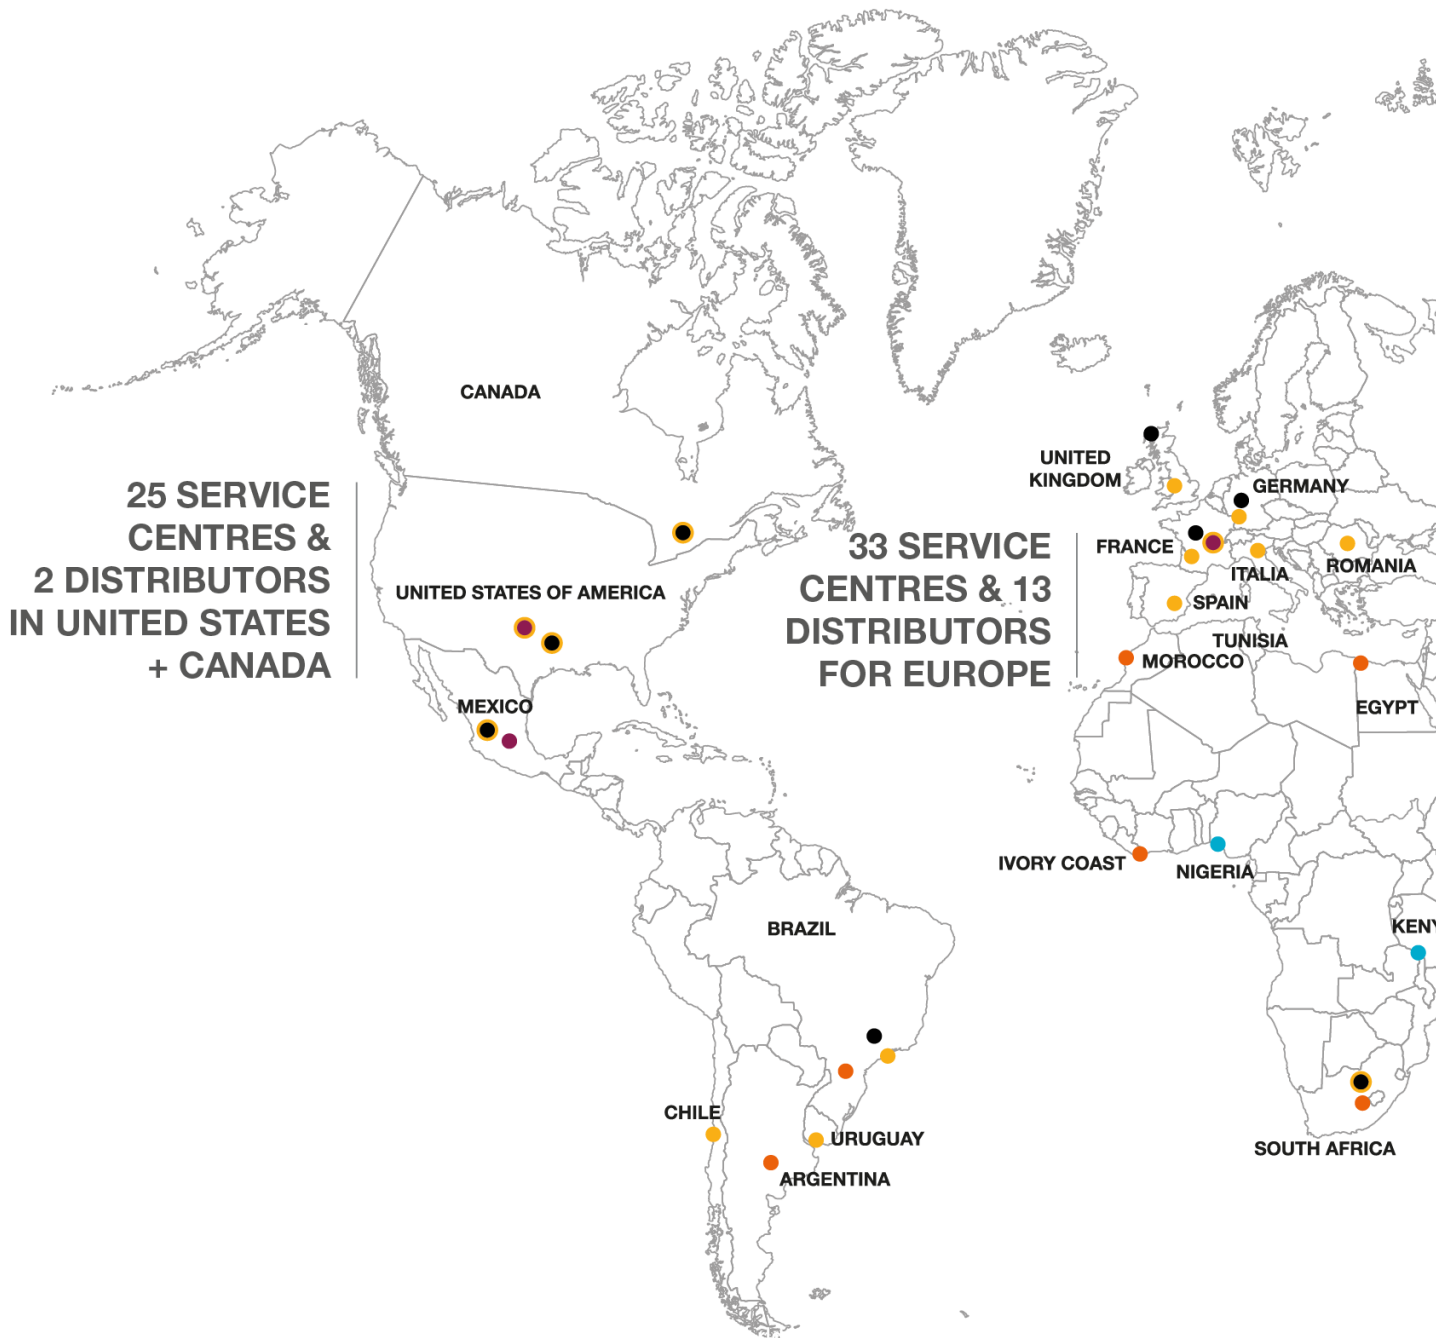 CANADA
25 SERVICE
CENTRES &
2 DISTRIBUTORS
IN UNITED STATES
+ CANADA
UNITED STATES OF AMERICA
MEXICO
UNITED
KINGDOM
GERMANY
33 SERVICE
CENTRES & 13
DISTRIBUTORS
FOR EUROPE
FRANCE
ITALIA
ROMANIA
SPAIN
TUNISIA
MOROCCO
EGYPT
IVORY COAST
NIGERIA
BRAZIL
KENY
CHILE
URUGUAY
ARGENTINA
SOUTH AFRICA